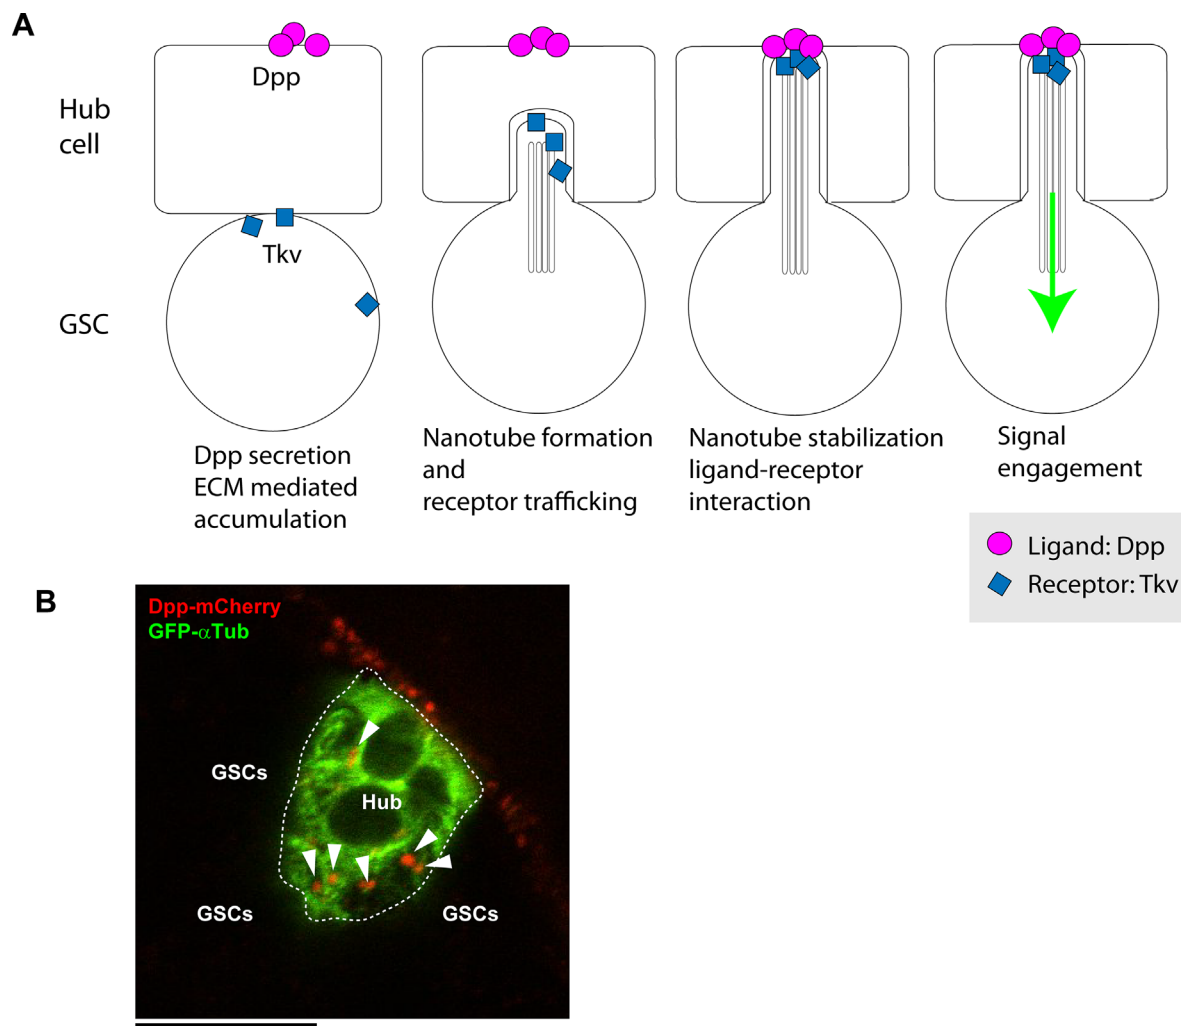 A
Hub
cell
GSC
Dpp
Tkv
Dpp secretion
ECM mediated
accumulation
Nanotube formation
and
receptor trafficking
Nanotube stabilization
ligand-receptor
interaction
Signal
engagement
Ligand: Dpp
Receptor: Tkv
B
Dpp-mCherry
GFP-αTub
GSCs
Hub
GSCs
GSCs